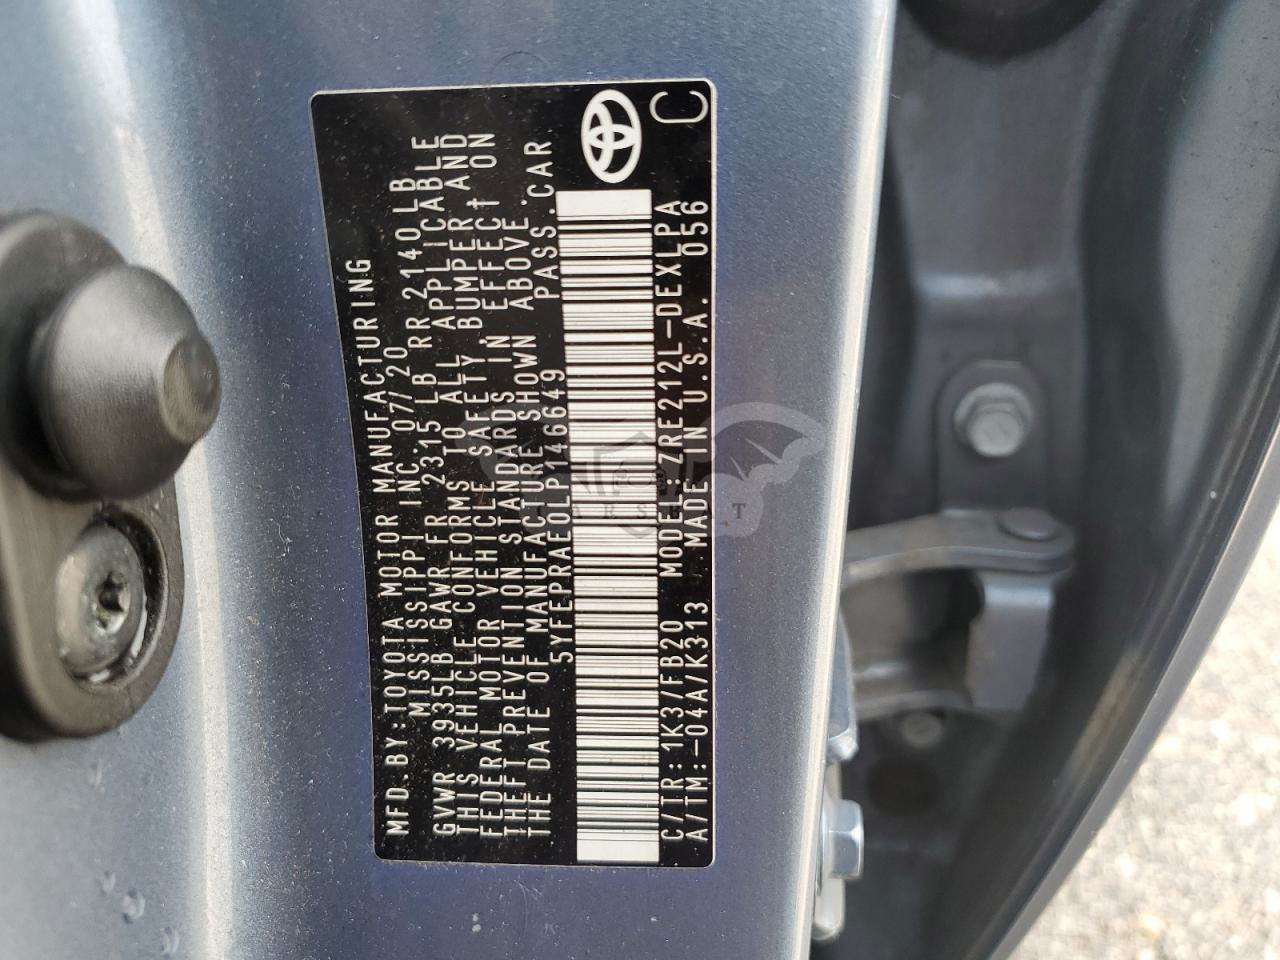 MFD.BY:TOYOTA MOTOR MANUFACTURING
MISSISSIPPI INC. 07/20
GVWR 3935LB GAWR FR 2315LB RR 2140LB
THIS VEHICLE CONFORMS TO ALL APPLICABLE
FEDERAL MOTOR VEHICLE SAFETY, BUMPER, AND
THEFT PREVENTION STANDARDS IN EFFECT ON
THE DATE OF MANUFACTURE SHOWN ABOVE.
5YFEPRAE0LP146649 PASS.CAR
C/TR: 1K3/FB20 MODEL: ZRE212L-DEXLPA
A/TM:-04A/K313 MADE IN U.S.A. 056
C
CARSBAT